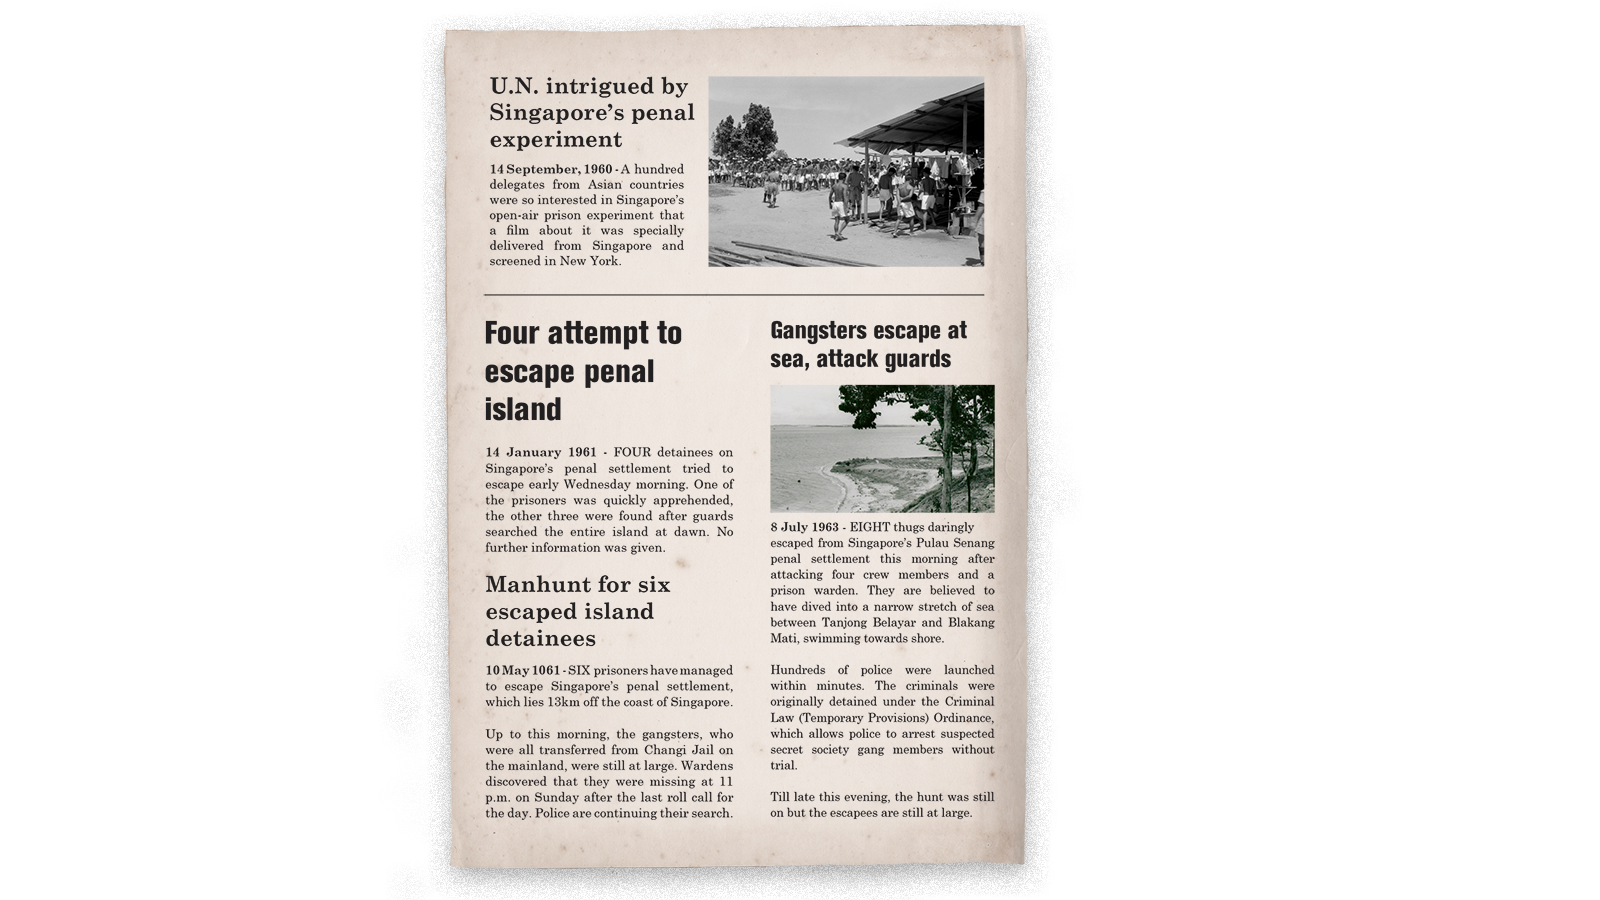 U.N. intrigued by
Singapore's penal
experiment
14 September, 1960 - A hundred
delegates from Asian countries
were so interested in Singapore's
open-air prison experiment that
a film about it was specially
delivered from Singapore and
screened in New York.
Four attempt to
escape penal
island
14 January 1961 - FOUR detainees on
Singapore's penal settlement tried to
escape early Wednesday morning. One of
the prisoners was quickly apprehended,
the other three were found after guards
searched the entire island at dawn. No
further information was given.
Manhunt for six
escaped island
detainees
10 May 1061 - SIX prisoners have managed
to escape Singapore's penal settlement,
which lies 13km off the coast of Singapore.
Up to this morning, the gangsters, who
were all transferred from Changi Jail on
the mainland, were still at large. Wardens
discovered that they were missing at 11
p.m. on Sunday after the last roll call for
the day. Police are continuing their search.
Gangsters escape at
sea, attack guards
8 July 1963 - EIGHT thugs daringly
escaped from Singapore's Pulau Senang
penal settlement this morning after
attacking four crew members and a
prison warden. They are believed to
have dived into a narrow stretch of sea
between Tanjong Belayar and Blakang
Mati, swimming towards shore.
Hundreds of police were launched
within minutes. The criminals were
originally detained under the Criminal
Law (Temporary Provisions) Ordinance,
which allows police to arrest suspected
secret society gang members without
trial.
Till late this evening, the hunt was still
on but the escapees are still at large.